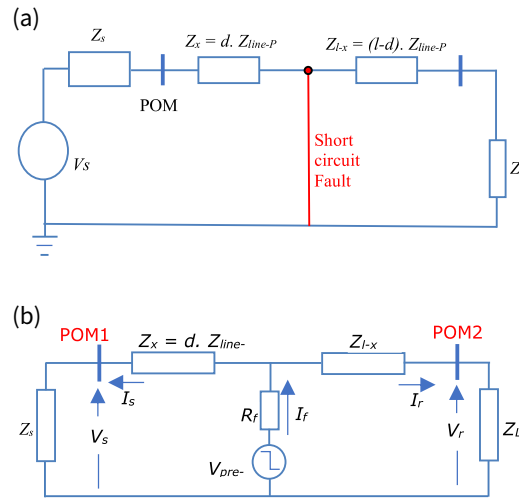 (a)
Zs
Zx = d. Zline-P
Zl-x = (l-d). Zline-P
POM
Short
circuit
Fault
Vs
Z
(b)
POM1
Zx = d. Zline-
Zl-x
POM2
Is
Rf
If
Ir
Zs
Vs
Vpre-
Vr
ZL